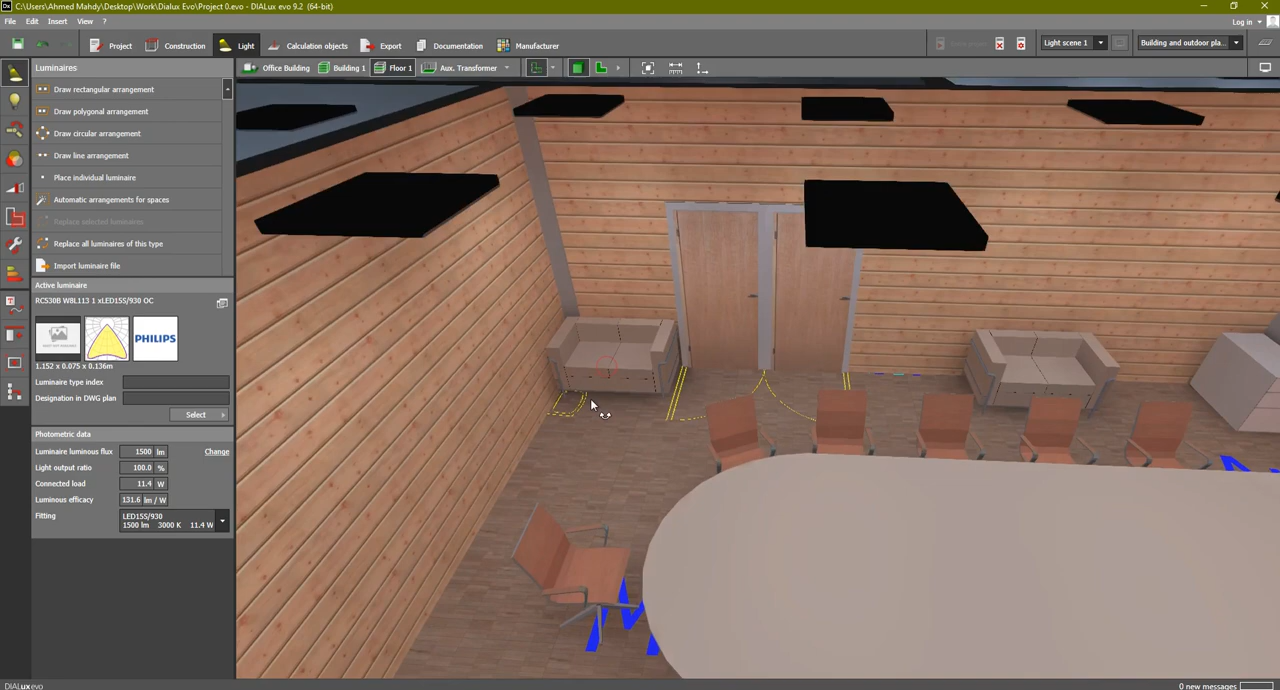 C:\Users\Ahmed Mahdy\Desktop\Work\Dialux Evo\Project 0.evo - DIALux evo 9.2 (64-bit)
File Edit Insert View ?
Log in
Project Construction Light Calculation objects Export Documentation Manufacturer
Light scene 1 Building and outdoor pla...
Luminaires
Office Building Building 1 Floor 1 Aux. Transformer
Draw rectangular arrangement
Draw polygonal arrangement
Draw circular arrangement
Draw line arrangement
Place individual luminaire
Automatic arrangements for spaces
Replace selected luminaires
Replace all luminaires of this type
Import luminaire file
Active luminaire
RC530B W8L113 1 xLED15S/930 OC
PHILIPS
1.152 x 0.075 x 0.136m
Luminaire type index
Designation in DWG plan
Select
Photometric data
Luminaire luminous flux 1500 lm Change
Light output ratio 100.0 %
Connected load 11.4 W
Luminous efficacy 131.6 lm / W
Fitting LED15S/930
1500 lm 3000 K 11.4 W
DIALux evo
0 new messages